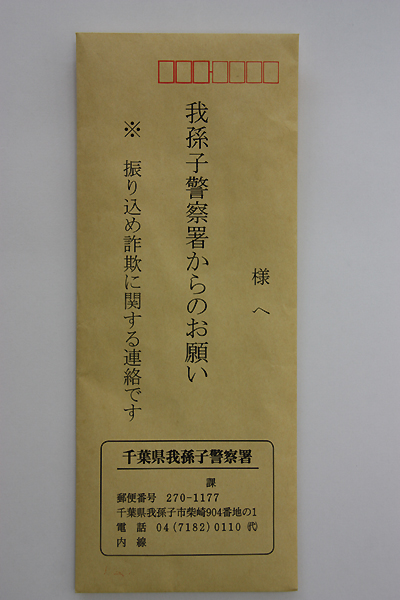 様へ
我孫子警察署からのお願い
※ 振り込め詐欺に関する連絡です
千葉県我孫子警察署
課
郵便番号 270-1177
千葉県我孫子市柴崎904番地の1
電話 04(7182)0110 ㈹
内線